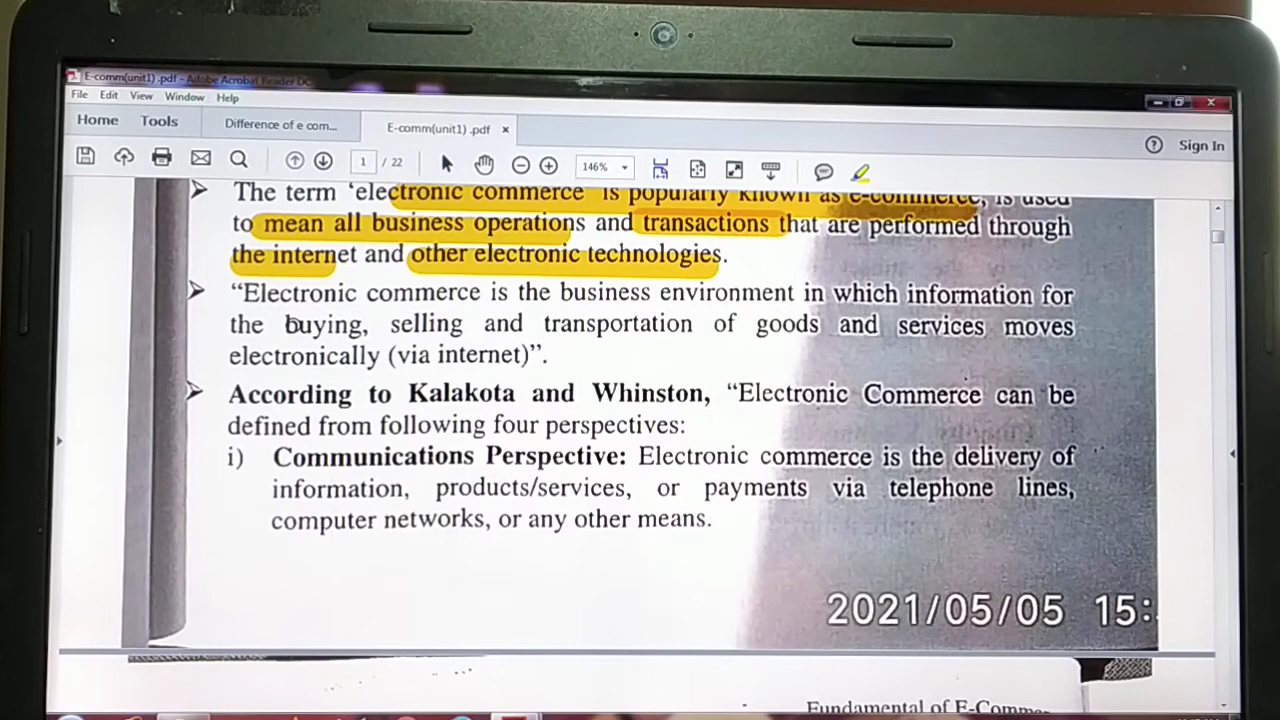 E-comm(unit1) .pdf - Adobe Acrobat Reader DC
File Edit View Window Help
Home Tools Difference of e com... E-comm(unit1) .pdf × Sign In
1 / 22 146%
➤ The term ‘electronic commerce’ is popularly known as e-commerce, is used
to mean all business operations and transactions that are performed through
the internet and other electronic technologies.
➤ “Electronic commerce is the business environment in which information for
the buying, selling and transportation of goods and services moves
electronically (via internet)”.
➤ According to Kalakota and Whinston, “Electronic Commerce can be
defined from following four perspectives:
i) Communications Perspective: Electronic commerce is the delivery of
information, products/services, or payments via telephone lines,
computer networks, or any other means.
2021/05/05 15:
Fundamental of E-Comme